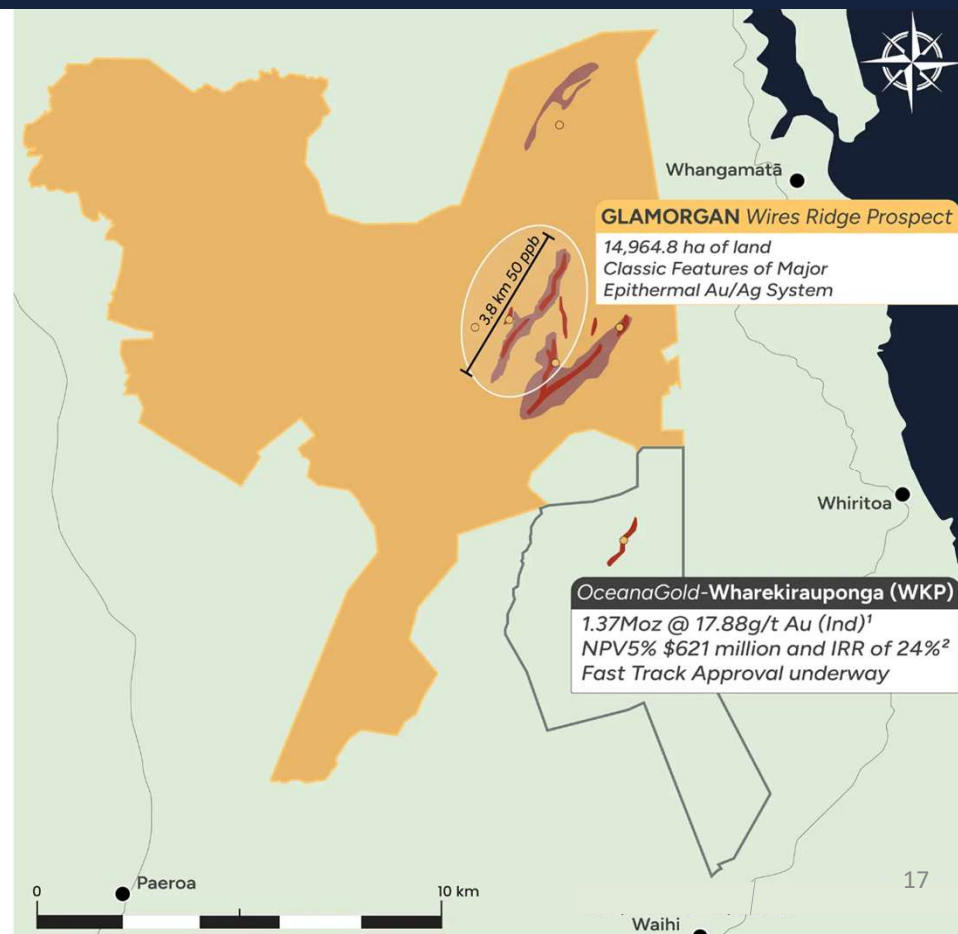 Whangamatā
GLAMORGAN Wires Ridge Prospect
14,964.8 ha of land
Classic Features of Major
Epithermal Au/Ag System
3.8 km 50 ppb
Whiritoa
OceanaGold-Wharekirauponga (WKP)
1.37Moz @ 17.88g/t Au (Ind)¹
NPV5% $621 million and IRR of 24%²
Fast Track Approval underway
Paeroa
0
10 km
17
Waihi